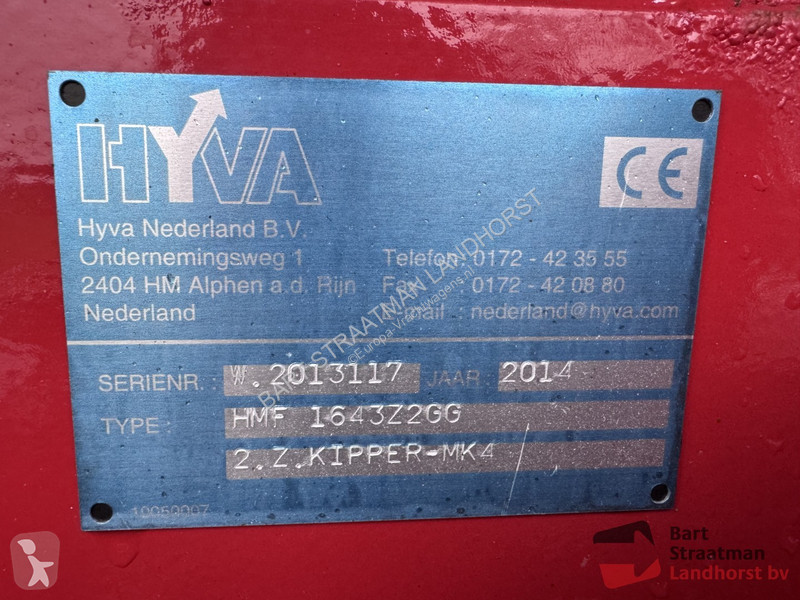 HYVA
CE
Hyva Nederland B.V.
Ondernemingsweg 1
Telefon : 0172 - 42 35 55
2404 HM Alphen a.d. Rijn
Fax : 0172 - 42 08 80
Nederland
E-mail : nederland@hyva.com
SERIENR. : W.2013117 JAAR : 2014
TYPE : HMF 1643Z2GG
2.Z.KIPPER-MK4
10050007
BART STRAATMAN LANDHORST
Bart
Straatman
Landhorst bv